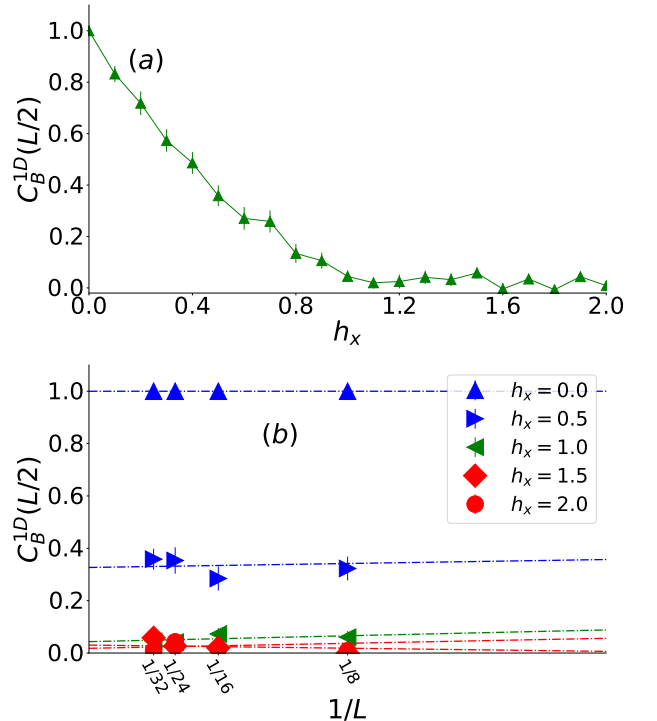 (a)
C_B^{1D}(L/2)
1.0
0.8
0.6
0.4
0.2
0.0
0.0 0.4 0.8 1.2 1.6 2.0
h_x
(b)
C_B^{1D}(L/2)
1.0
0.8
0.6
0.4
0.2
0.0
h_x = 0.0
h_x = 0.5
h_x = 1.0
h_x = 1.5
h_x = 2.0
1/32 1/24 1/16 1/8
1/L